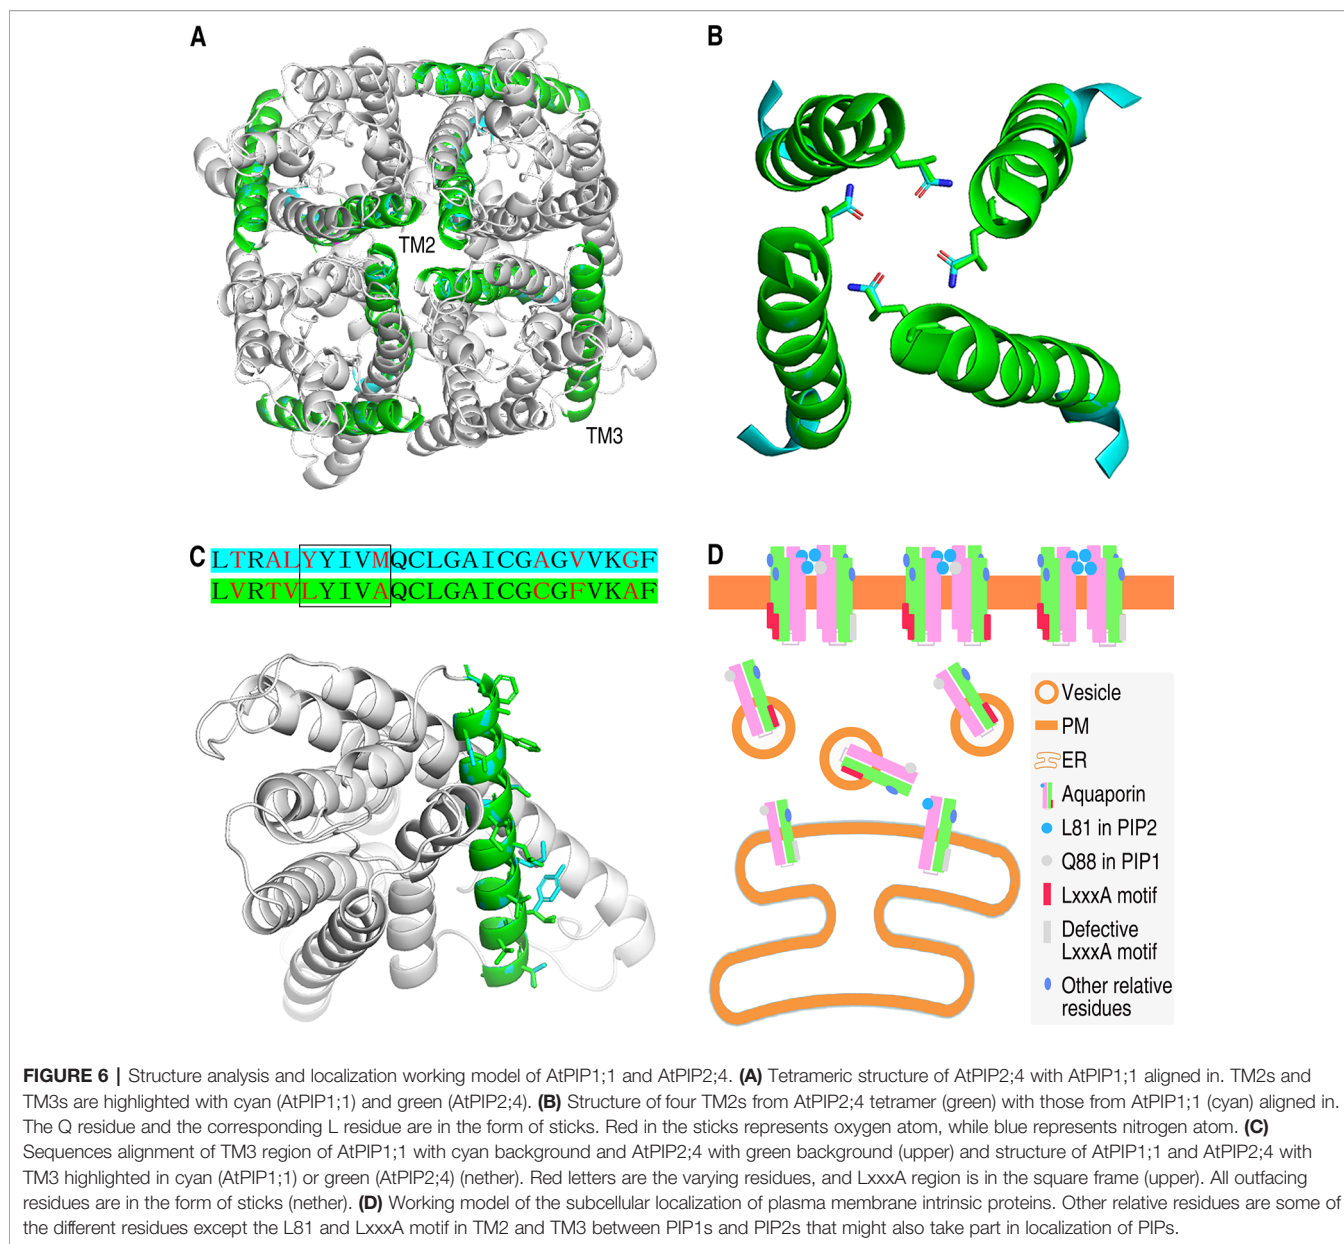 A
B
TM2
TM3
C
LTRALYYIVMQCLGAICGAGVVKGF
LVRTVLYIVAQCLGAICGCGFVKAF
D
Vesicle
PM
ER
Aquaporin
L81 in PIP2
Q88 in PIP1
LxxxA motif
Defective
LxxxA motif
Other relative
residues
FIGURE 6 | Structure analysis and localization working model of AtPIP1;1 and AtPIP2;4. (A) Tetrameric structure of AtPIP2;4 with AtPIP1;1 aligned in. TM2s and
TM3s are highlighted with cyan (AtPIP1;1) and green (AtPIP2;4). (B) Structure of four TM2s from AtPIP2;4 tetramer (green) with those from AtPIP1;1 (cyan) aligned in.
The Q residue and the corresponding L residue are in the form of sticks. Red in the sticks represents oxygen atom, while blue represents nitrogen atom. (C)
Sequences alignment of TM3 region of AtPIP1;1 with cyan background and AtPIP2;4 with green background (upper) and structure of AtPIP1;1 and AtPIP2;4 with
TM3 highlighted in cyan (AtPIP1;1) or green (AtPIP2;4) (nether). Red letters are the varying residues, and LxxxA region is in the square frame (upper). All outfacing
residues are in the form of sticks (nether). (D) Working model of the subcellular localization of plasma membrane intrinsic proteins. Other relative residues are some of
the different residues except the L81 and LxxxA motif in TM2 and TM3 between PIP1s and PIP2s that might also take part in localization of PIPs.